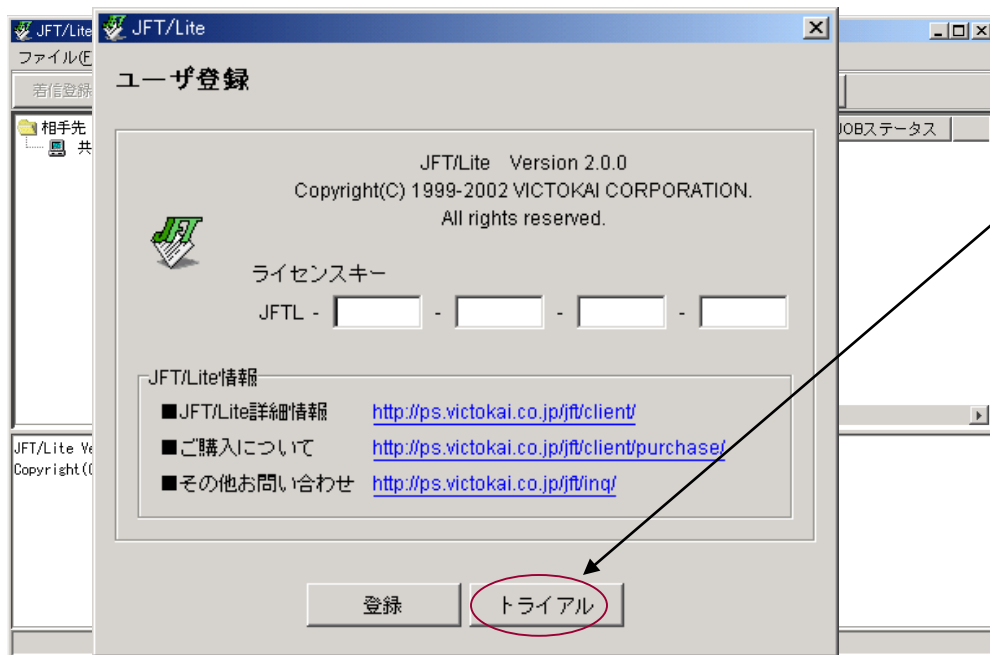 JFT/Lite
JFT/Lite
ファイル(F
着信登録
相手先
共
JOBステータス
ユーザ登録
JFT/Lite Version 2.0.0
Copyright(C) 1999-2002 VICTOKAI CORPORATION.
All rights reserved.
JFT
ライセンスキー
JFTL - - - -
JFT/Lite情報
■JFT/Lite詳細情報 http://ps.victokai.co.jp/jft/client/
■ご購入について http://ps.victokai.co.jp/jft/client/purchase/
■その他お問い合わせ http://ps.victokai.co.jp/jft/inq/
JFT/Lite Ve
Copyright(C
登録 トライアル